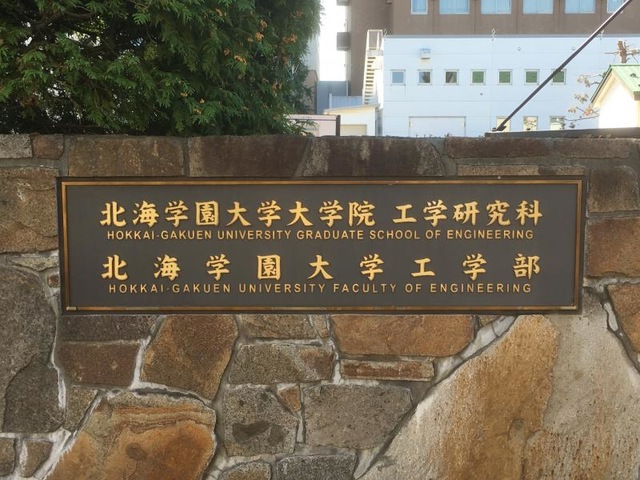 北海学園大学大学院 工学研究科
HOKKAI-GAKUEN UNIVERSITY GRADUATE SCHOOL OF ENGINEERING
北海学園大学工学部
HOKKAI-GAKUEN UNIVERSITY FACULTY OF ENGINEERING